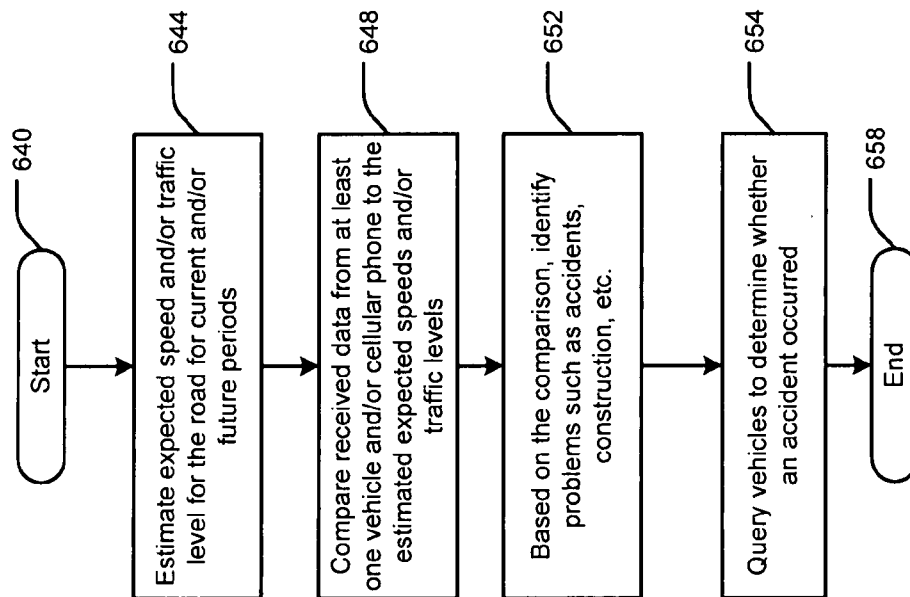 640
Start
644
Estimate expected speed and/or traffic
level for the road for current and/or
future periods
648
Compare received data from at least
one vehicle and/or cellular phone to the
estimated expected speeds and/or
traffic levels
652
Based on the comparison, identify
problems such as accidents,
construction, etc.
654
Query vehicles to determine whether
an accident occurred
658
End